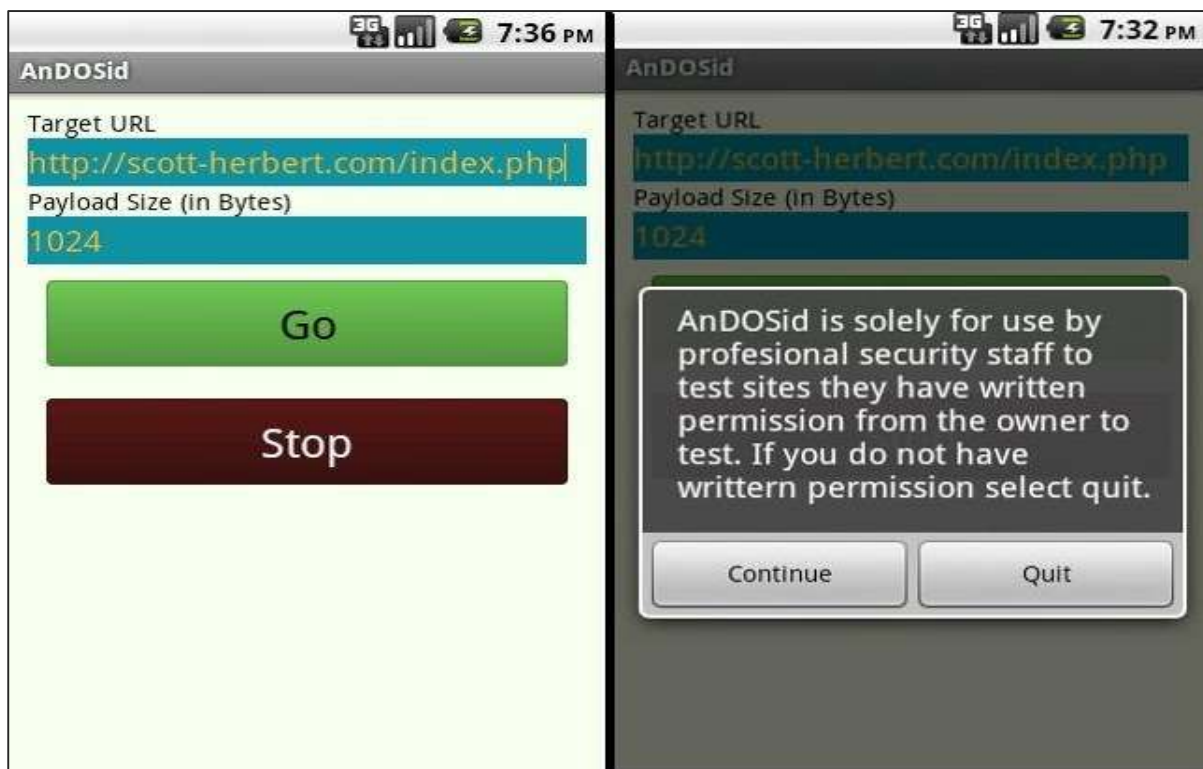 3G 7:36 PM
AnDOSid
Target URL
http://scott-herbert.com/index.php
Payload Size (in Bytes)
1024
Go
Stop
3G 7:32 PM
AnDOSid
Target URL
http://scott-herbert.com/index.php
Payload Size (in Bytes)
1024
AnDOSid is solely for use by
profesional security staff to
test sites they have written
permission from the owner to
test. If you do not have
writtern permission select quit.
Continue Quit